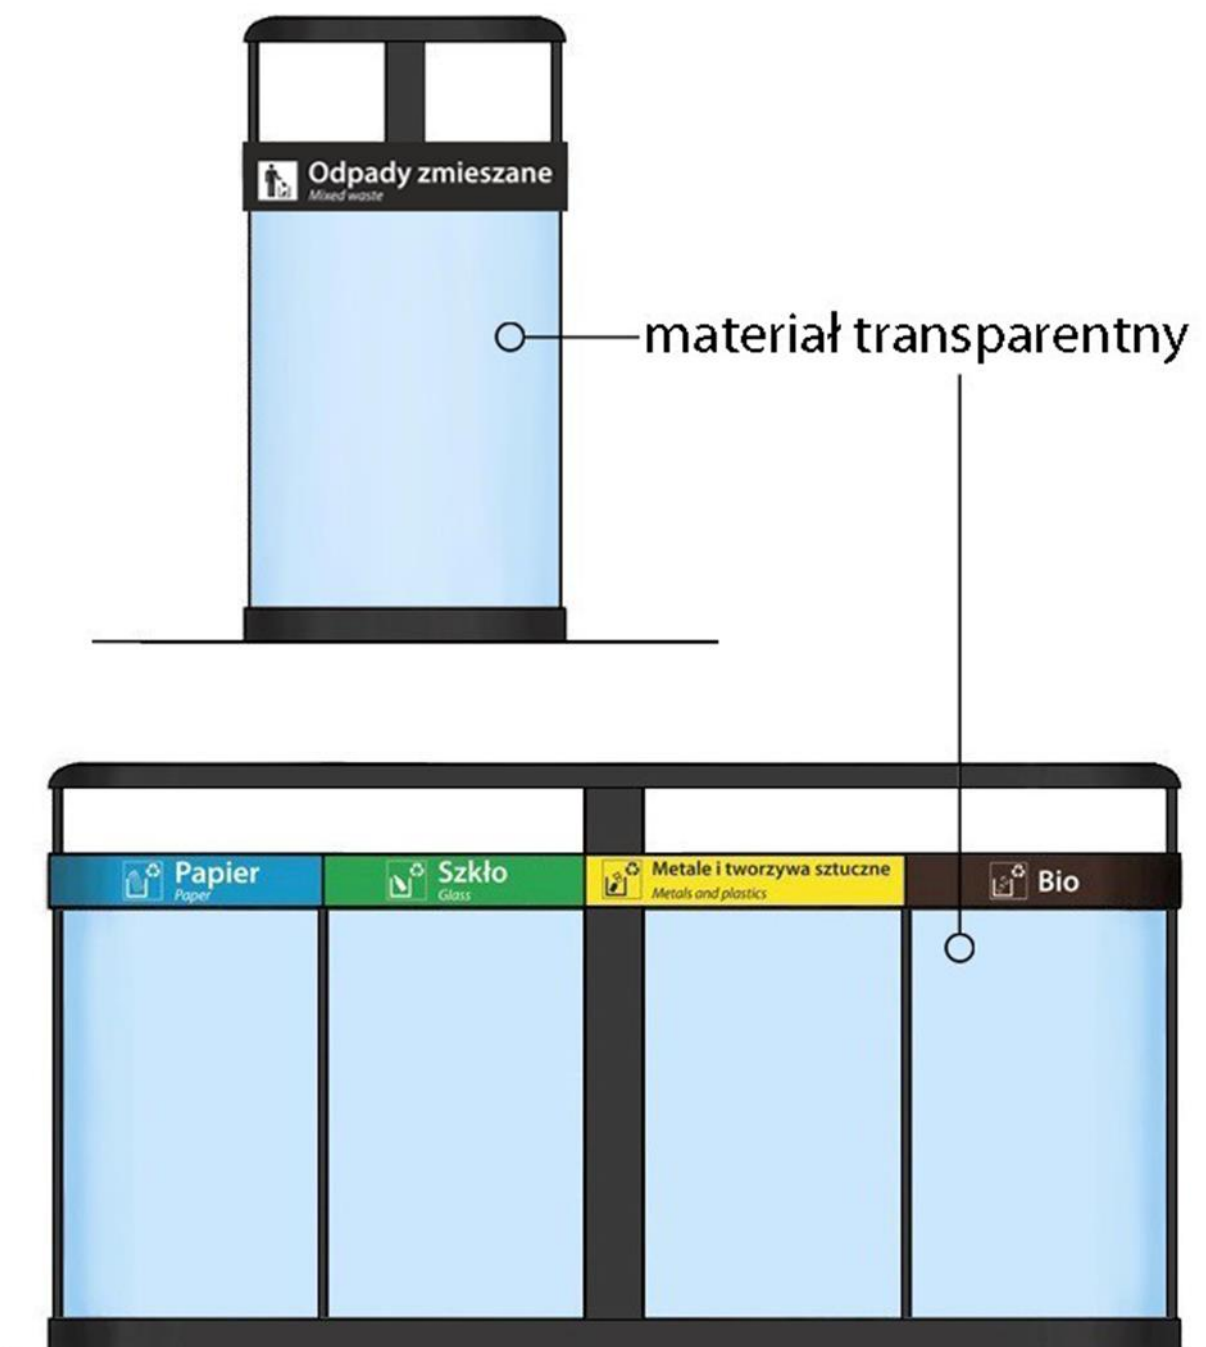 Odpady zmieszane
Mixed waste
materiał transparentny
Papier
Paper
Szkło
Glass
Metale i tworzywa sztuczne
Metals and plastics
Bio